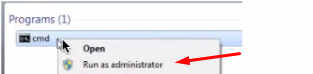 Programs (1)
cmd
Open
Run as administrator